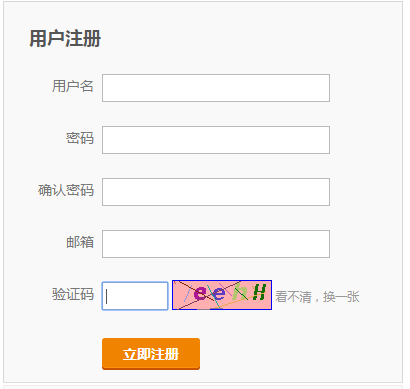 用户注册
用户名
密码
确认密码
邮箱
验证码 看不清，换一张
立即注册